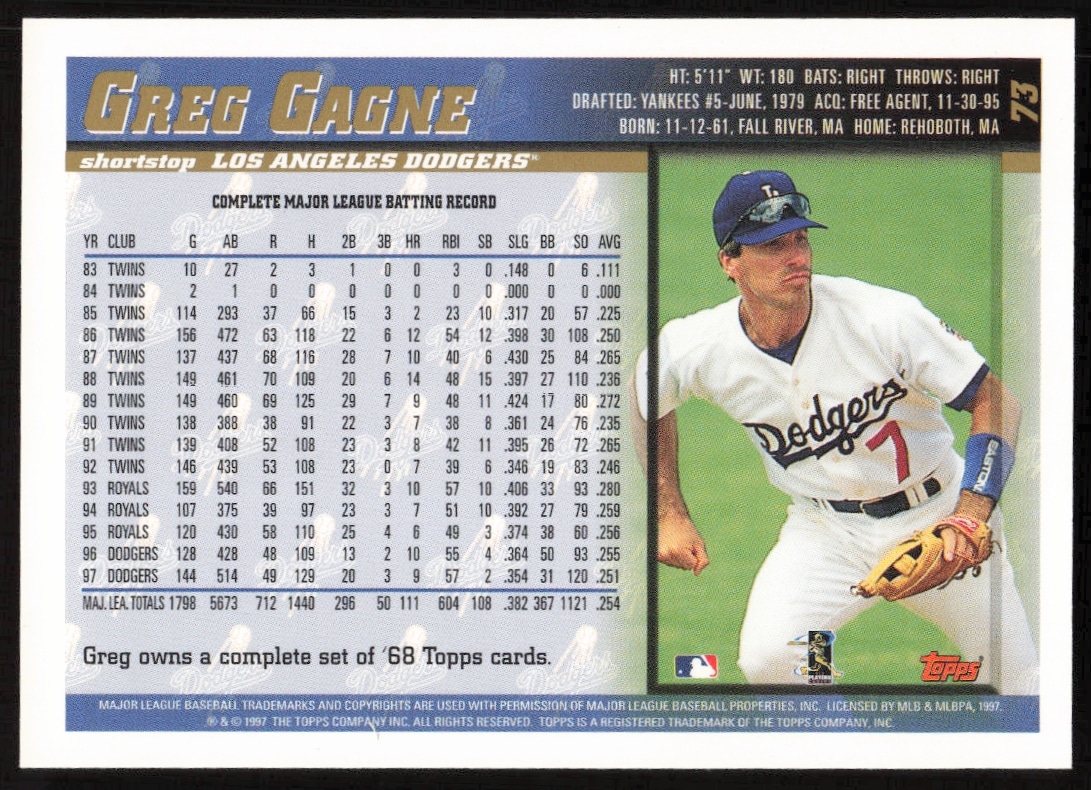 GREG GAGNE
HT: 5'11" WT: 180 BATS: RIGHT THROWS: RIGHT
DRAFTED: YANKEES #5-JUNE, 1979 ACQ: FREE AGENT, 11-30-95
BORN: 11-12-61, FALL RIVER, MA HOME: REHOBOTH, MA
73
shortstop LOS ANGELES DODGERS®
COMPLETE MAJOR LEAGUE BATTING RECORD
YR CLUB G AB R H 2B 3B HR RBI SB SLG BB SO AVG
83 TWINS 10 27 2 3 1 0 0 3 0 .148 0 6 .111
84 TWINS 2 1 0 0 0 0 0 0 0 .000 0 0 .000
85 TWINS 114 293 37 66 15 3 2 23 10 .317 20 57 .225
86 TWINS 156 472 63 118 22 6 12 54 12 .398 30 108 .250
87 TWINS 137 437 68 116 28 7 10 40 6 .430 25 84 .265
88 TWINS 149 461 70 109 20 6 14 48 15 .397 27 110 .236
89 TWINS 149 460 69 125 29 7 9 48 11 .424 17 80 .272
90 TWINS 138 388 38 91 22 3 7 38 8 .361 24 76 .235
91 TWINS 139 408 52 108 23 3 8 42 11 .395 26 72 .265
92 TWINS 146 439 53 108 23 0 7 39 6 .346 19 83 .246
93 ROYALS 159 540 66 151 32 3 10 57 10 .406 33 93 .280
94 ROYALS 107 375 39 97 23 3 7 51 10 .392 27 79 .259
95 ROYALS 120 430 58 110 25 4 6 49 3 .374 38 60 .256
96 DODGERS 128 428 48 109 13 2 10 55 4 .364 50 93 .255
97 DODGERS 144 514 49 129 20 3 9 57 2 .354 31 120 .251
MAJ. LEA. TOTALS 1798 5673 712 1440 296 50 111 604 108 .382 367 1121 .254
Greg owns a complete set of '68 Topps cards.
LA
Dodgers
7
EASTON
Topps
MAJOR LEAGUE BASEBALL TRADEMARKS AND COPYRIGHTS ARE USED WITH PERMISSION OF MAJOR LEAGUE BASEBALL PROPERTIES, INC. LICENSED BY MLB & MLBPA, 1997.
® & © 1997 THE TOPPS COMPANY INC. ALL RIGHTS RESERVED. TOPPS IS A REGISTERED TRADEMARK OF THE TOPPS COMPANY, INC.